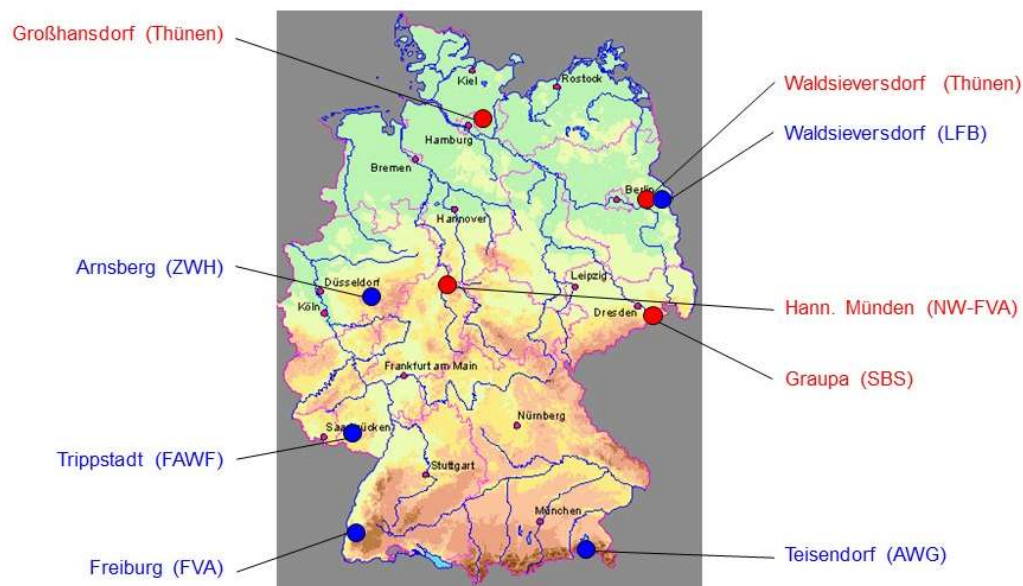 Großhansdorf (Thünen)
Kiel
Rostock
Waldsieversdorf (Thünen)
Hamburg
Waldsieversdorf (LFB)
Bremen
Berlin
Hannover
Arnsberg (ZWH)
Düsseldorf
Leipzig
Köln
Dresden
Hann. Münden (NW-FVA)
Frankfurt am Main
Graupa (SBS)
Nürnberg
Saarbrücken
Trippstadt (FAWF)
Stuttgart
München
Freiburg (FVA)
Teisendorf (AWG)